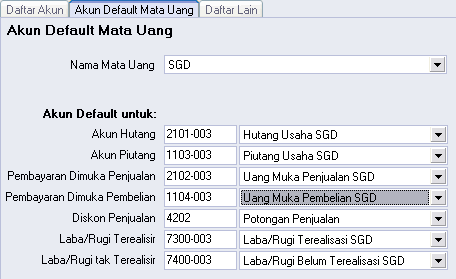 Daftar Akun Akun Default Mata Uang Daftar Lain
Akun Default Mata Uang
Nama Mata Uang SGD
Akun Default untuk:
Akun Hutang 2101-003 Hutang Usaha SGD
Akun Piutang 1103-003 Piutang Usaha SGD
Pembayaran Dimuka Penjualan 2102-003 Uang Muka Penjualan SGD
Pembayaran Dimuka Pembelian 1104-003 Uang Muka Pembelian SGD
Diskon Penjualan 4202 Potongan Penjualan
Laba/Rugi Terealisir 7300-003 Laba/Rugi Terealisasi SGD
Laba/Rugi tak Terealisir 7400-003 Laba/Rugi Belum Terealisasi SGD